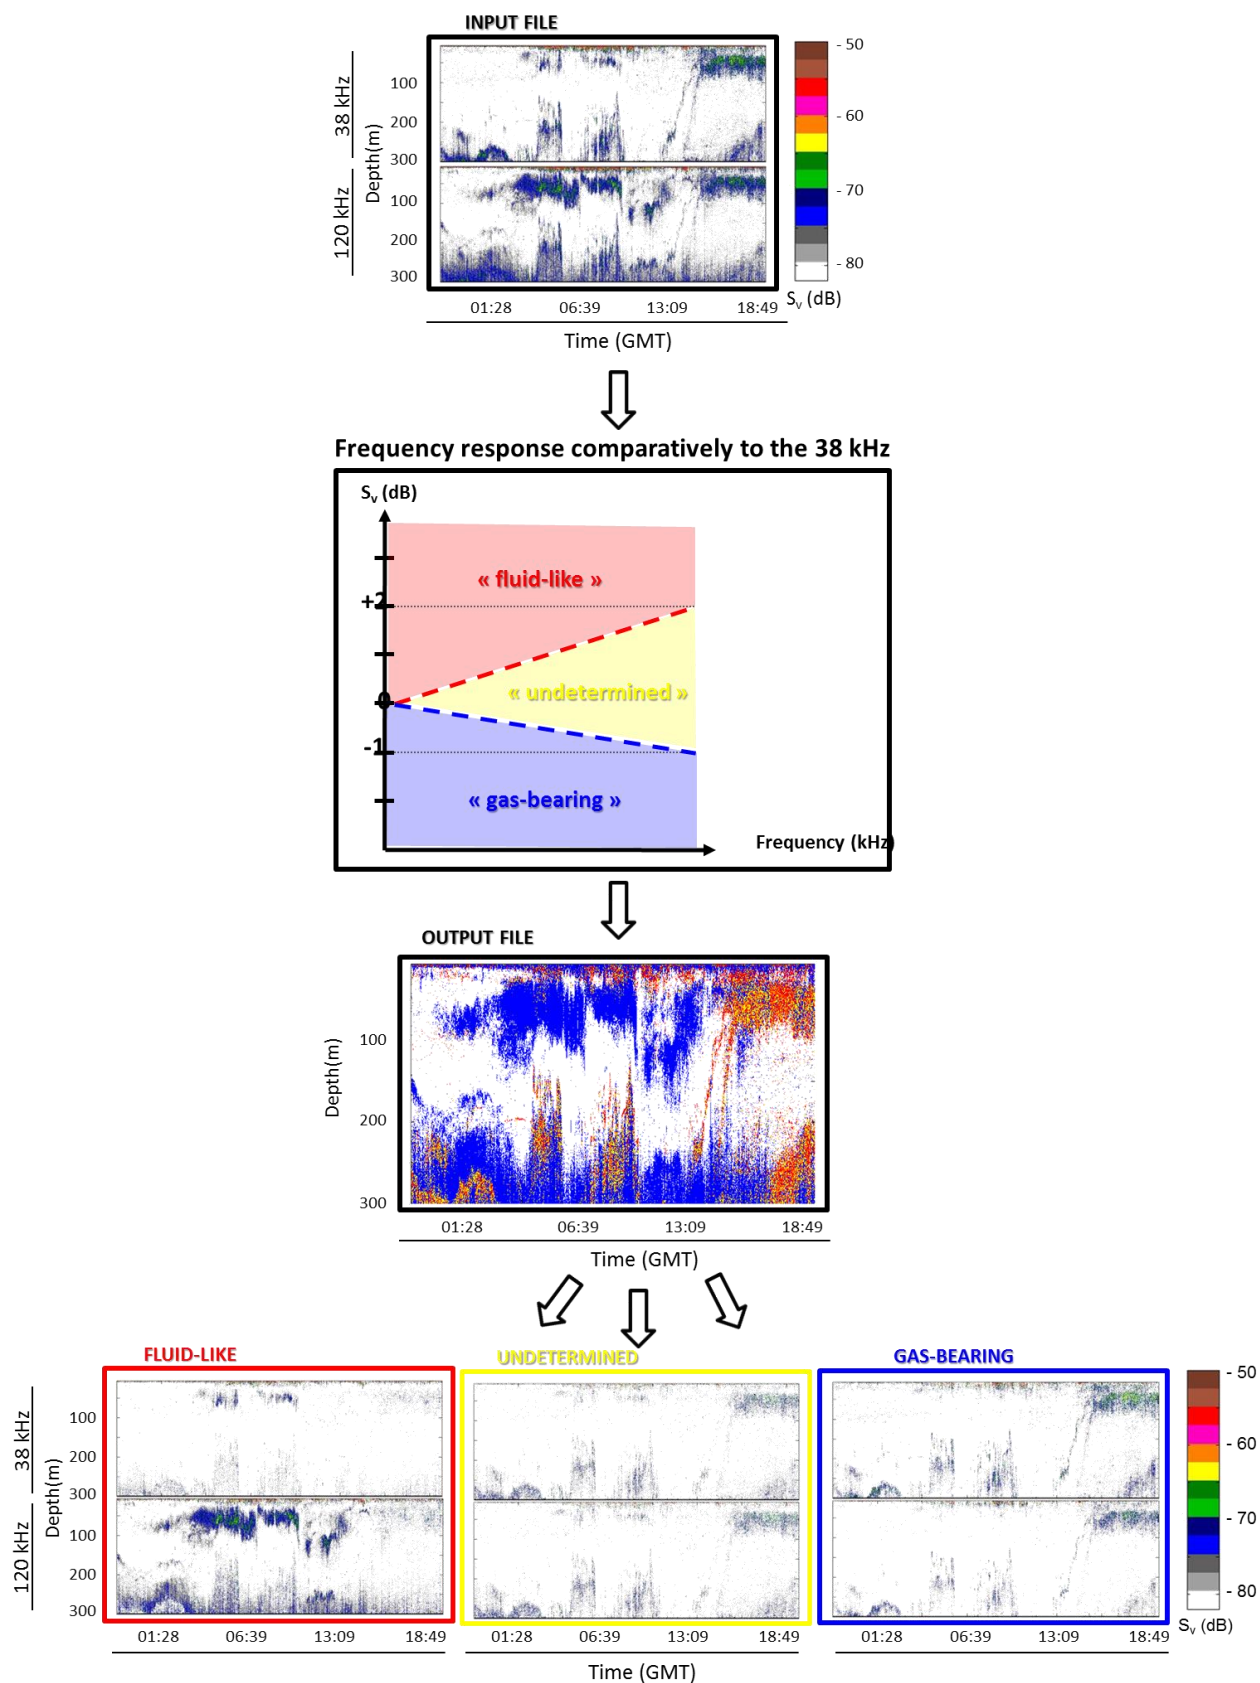 INPUT FILE
38 kHz
120 kHz
Depth(m)
100
200
300
100
200
300
- 50
- 60
- 70
- 80
Sv (dB)
01:28 06:39 13:09 18:49
Time (GMT)
Frequency response comparatively to the 38 kHz
Sv (dB)
« fluid-like »
+2
« undetermined »
0
-1
« gas-bearing »
Frequency (kHz)
OUTPUT FILE
Depth(m)
100
200
300
01:28 06:39 13:09 18:49
Time (GMT)
FLUID-LIKE UNDETERMINED GAS-BEARING
38 kHz
120 kHz
Depth(m)
100
200
300
100
200
300
- 50
- 60
- 70
- 80
Sv (dB)
01:28 06:39 13:09 18:49 01:28 06:39 13:09 18:49 01:28 06:39 13:09 18:49
Time (GMT)